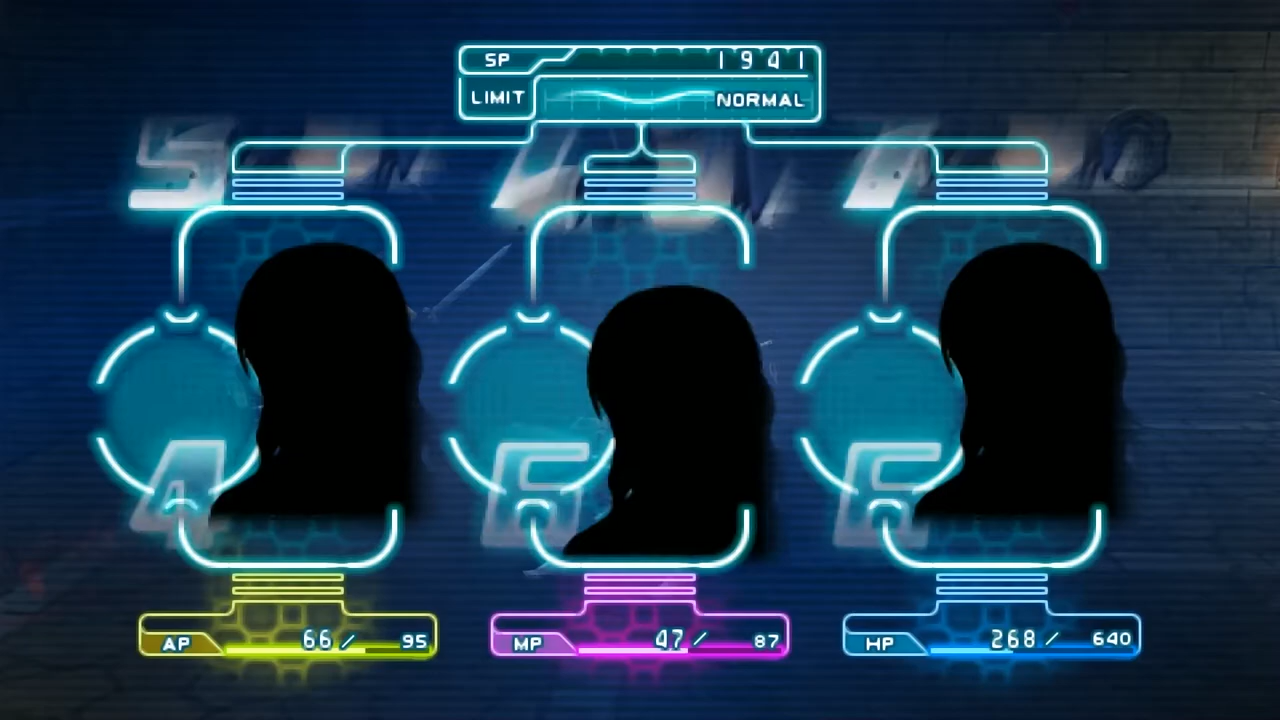 SP 1941
LIMIT NORMAL
AP 66 / 95
MP 47 / 87
HP 268 / 640